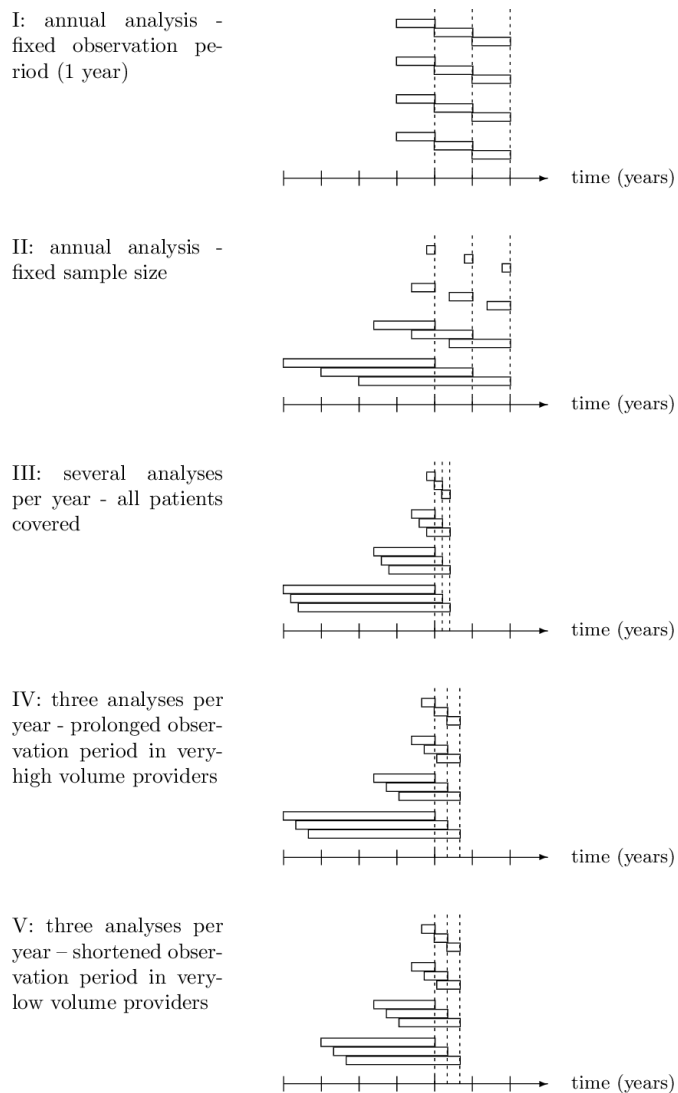 I: annual analysis -
fixed observation pe-
riod (1 year)
time (years)
II: annual analysis -
fixed sample size
time (years)
III: several analyses
per year - all patients
covered
time (years)
IV: three analyses per
year - prolonged obser-
vation period in very-
high volume providers
time (years)
V: three analyses per
year – shortened obser-
vation period in very-
low volume providers
time (years)